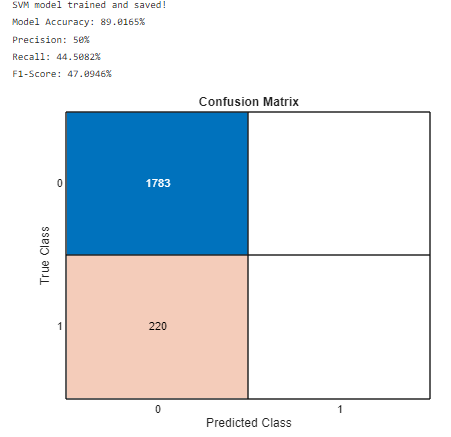 SVM model trained and saved!
Model Accuracy: 89.0165%
Precision: 50%
Recall: 44.5082%
F1-Score: 47.0946%
Confusion Matrix
0
1783
True Class
1
220
0 1
Predicted Class